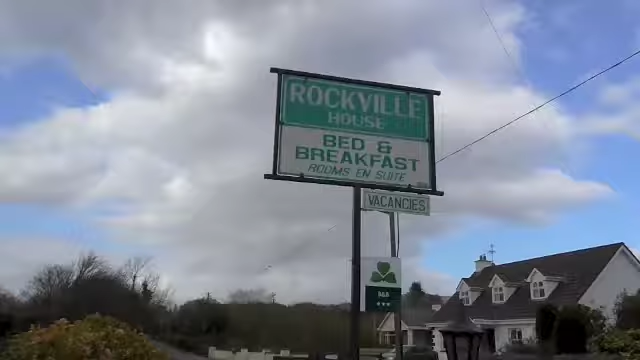 ROCKVILLE
HOUSE
BED &
BREAKFAST
ROOMS EN SUITE
VACANCIES
B&B